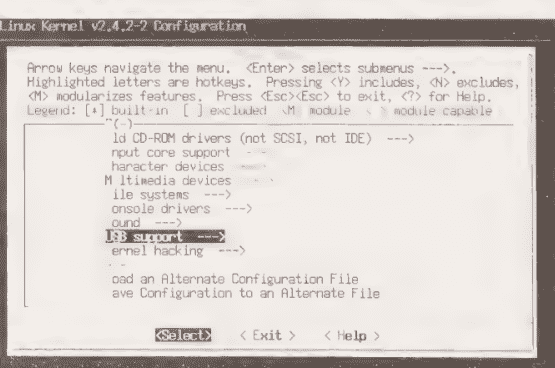 Linux Kernel v2.4.2-2 Configuration
Arrow keys navigate the menu. <Enter> selects submenus --->.
Highlighted letters are hotkeys. Pressing <Y> includes, <N> excludes,
<M> modularizes features. Press <Esc><Esc> to exit, <?> for Help.
Legend: [*] built-in [ ] excluded <M> module < > module capable
^(-)
ld CD-ROM drivers (not SCSI, not IDE) --->
nput core support
haracter devices
M ltimedia devices
ile systems --->
onsole drivers --->
ound --->
USB support --->
ernel hacking --->
oad an Alternate Configuration File
ave Configuration to an Alternate File
<Select> < Exit > < Help >